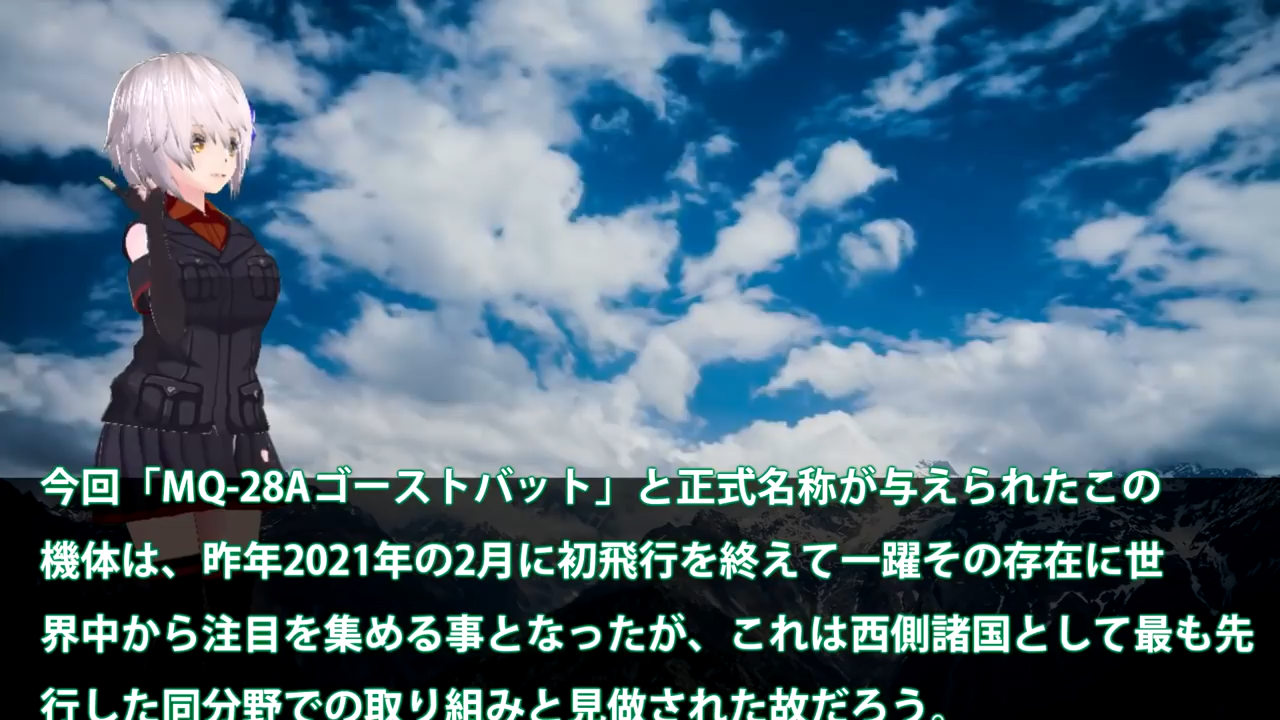 今回「MQ-28Aゴーストバット」と正式名称が与えられたこの
機体は、昨年2021年の2月に初飛行を終えて一躍その存在に世
界中から注目を集める事となったが、これは西側諸国として最も先
行した同分野での取り組みと見做された故だろう。